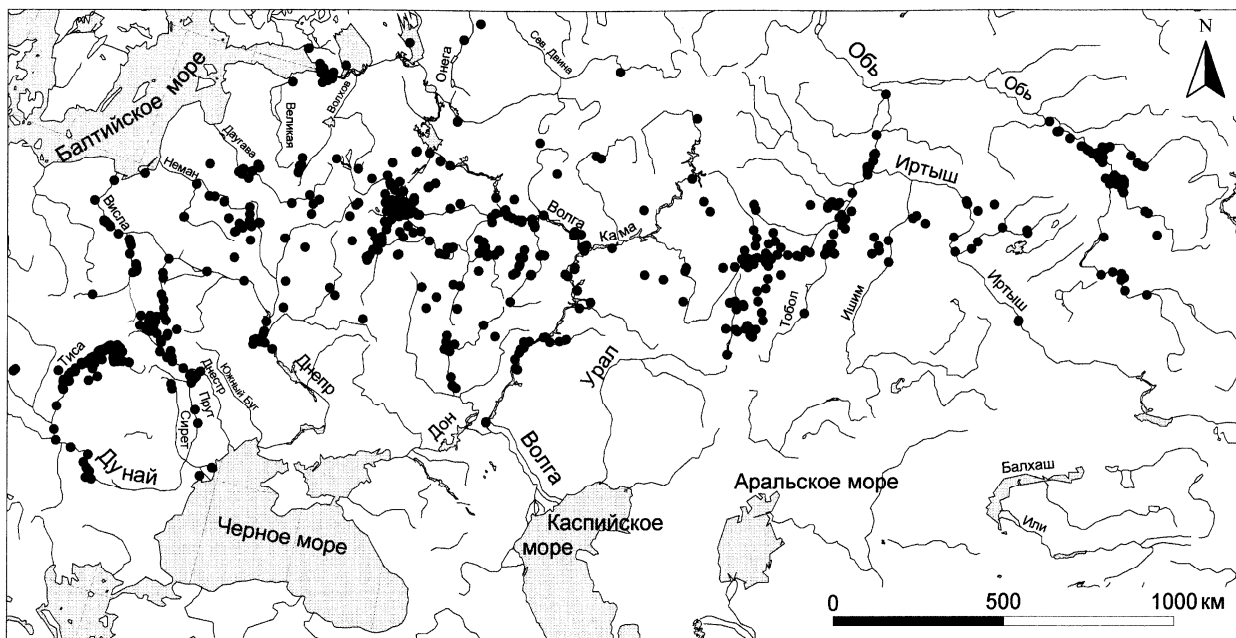 N
Обь
Обь
Сев. Двина
Онега
Волхов
Великая
Балтийское море
Даугава
Неман
Висла
Иртыш
Волга
Кама
Иртыш
Тобол
Ишим
Тиса
Днестр
Южный Буг
Прут
Сирет
Днепр
Урал
Дон
Волга
Дунай
Балхаш
Или
Аральское море
Черное море
Каспийское
море
0 500 1000 км